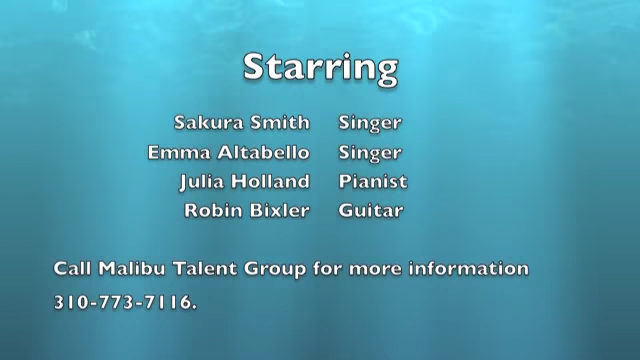 Starring
Sakura Smith Singer
Emma Altabello Singer
Julia Holland Pianist
Robin Bixler Guitar
Call Malibu Talent Group for more information
310-773-7116.